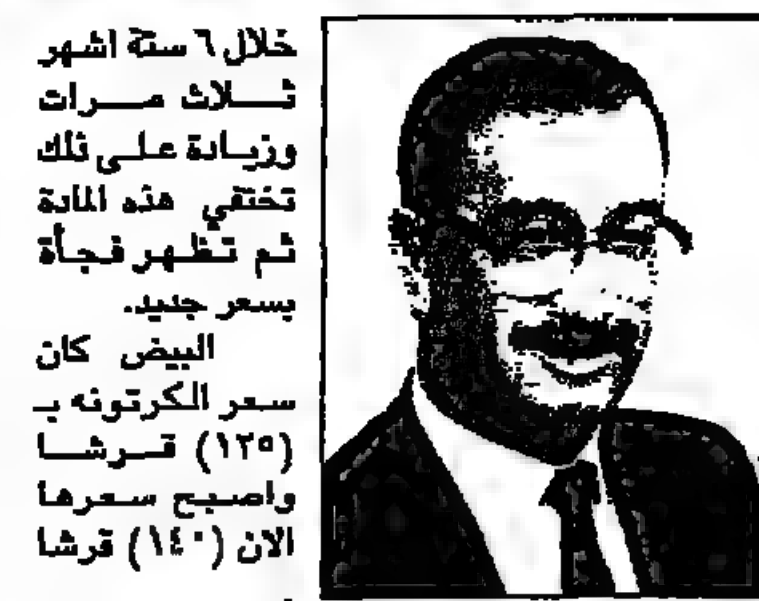 خلال ٦ ستة اشهر
ثلاث مرات
وزيادة على ذلك
تختفي هذه المادة
ثم تظهر فجأة
بسعر جديد.
البيض كان
سعر الكرتونه بـ
(١٢٥) قرشا
واصبح سعرها
الان (١٤٠) قرشا